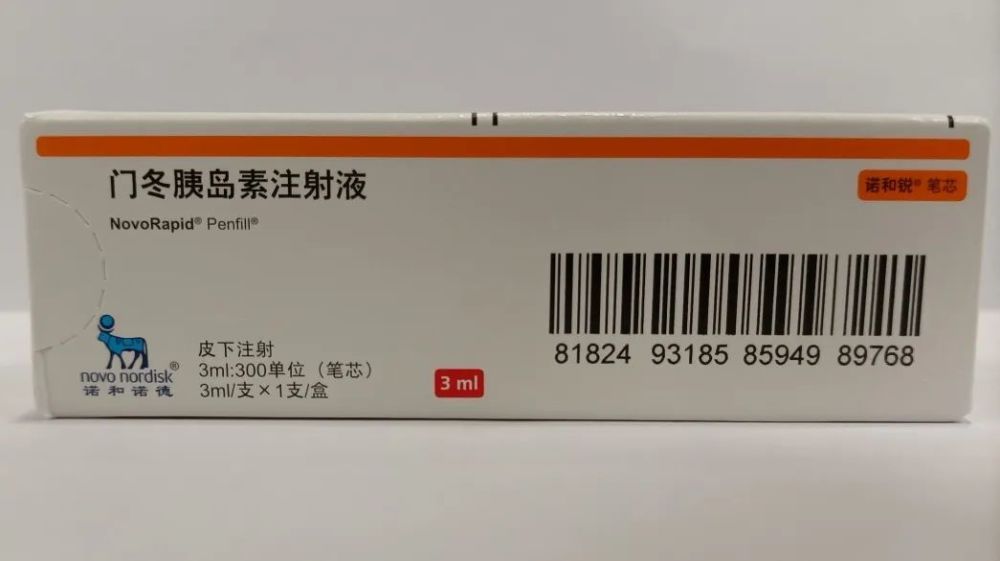 门冬胰岛素注射液
NovoRapid® Penfill®
诺和锐® 笔芯
81824 93185 85949 89768
皮下注射
3ml:300单位（笔芯）
3ml/支×1支/盒
3 ml
novo nordisk®
诺和诺德